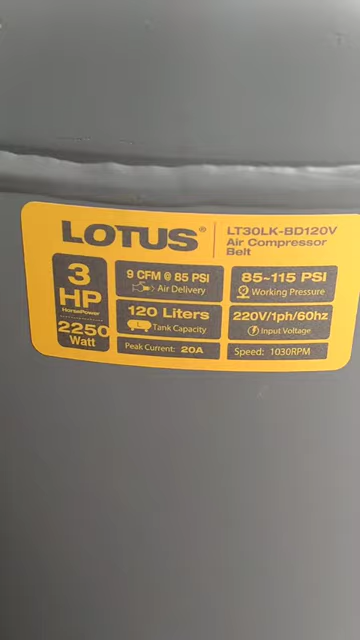 LOTUS®
LT30LK-BD120V
Air Compressor
Belt
3
HP
HorsePower
2250
Watt
9 CFM @ 85 PSI
Air Delivery
85~115 PSI
Working Pressure
120 Liters
Tank Capacity
220V/1ph/60hz
Input Voltage
Peak Current: 20A
Speed: 1030RPM